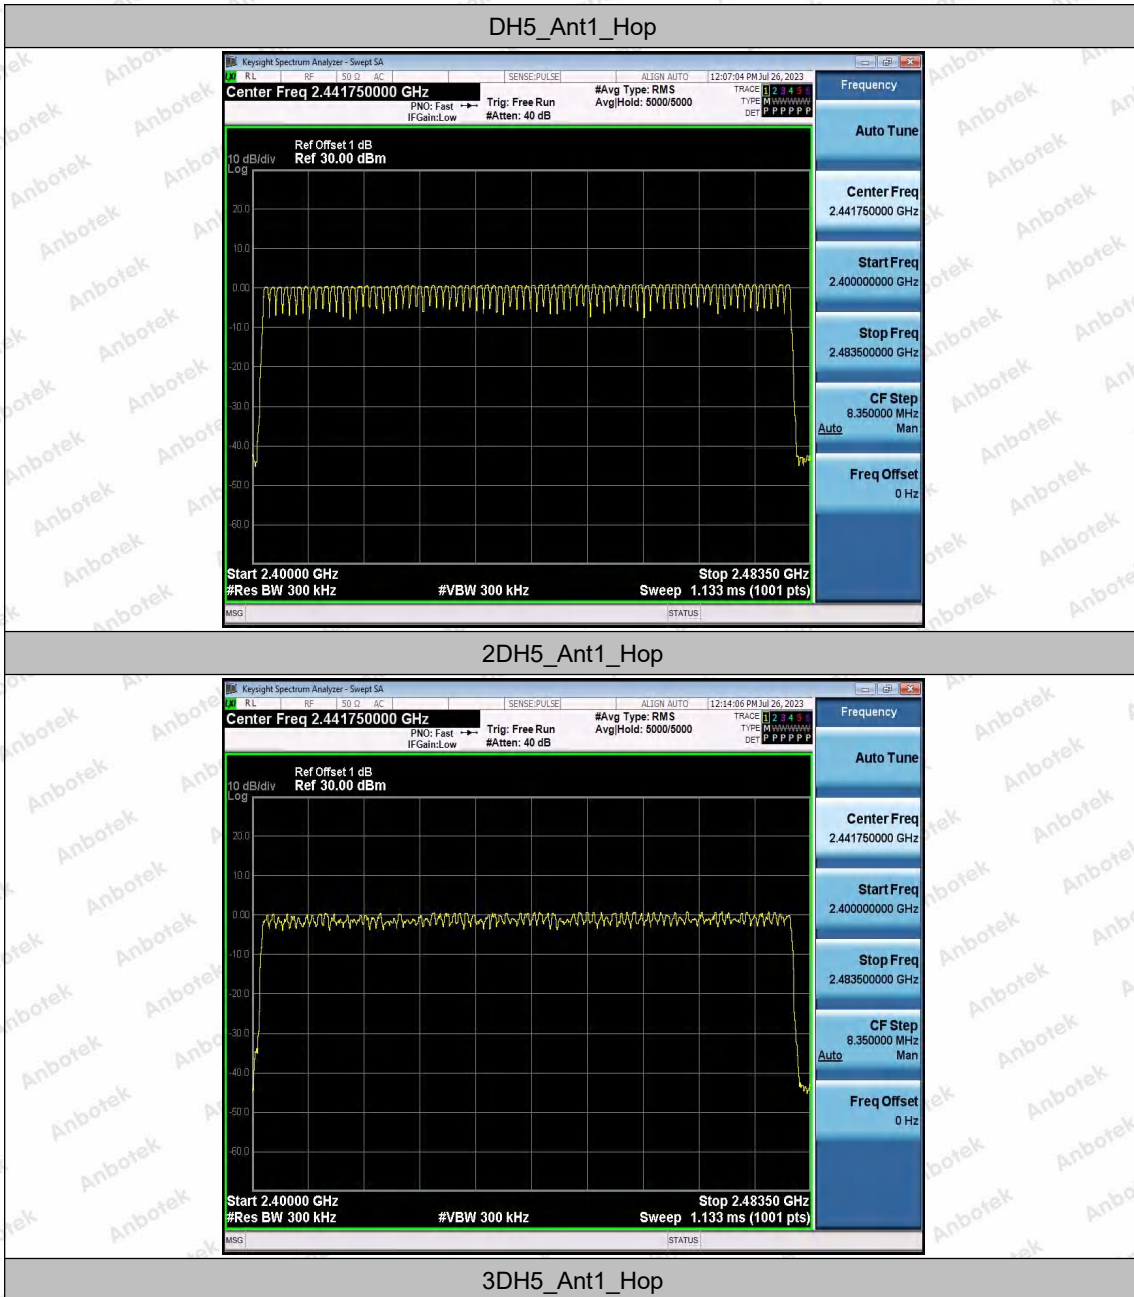 DH5_Ant1_Hop
Keysight Spectrum Analyzer - Swept SA
LXI RL RF 50 Ω AC SENSE:PULSE ALIGN AUTO 12:07:04 PM Jul 26, 2023
Center Freq 2.441750000 GHz #Avg Type: RMS TRACE 1 2 3 4 5 6
PNO: Fast Trig: Free Run Avg|Hold: 5000/5000 TYPE M WWWWW
IFGain:Low #Atten: 40 dB DET P P P P P P
Ref Offset 1 dB
10 dB/div Ref 30.00 dBm
Log
20.0
10.0
0.00
-10.0
-20.0
-30.0
-40.0
-50.0
-60.0
Start 2.40000 GHz Stop 2.48350 GHz
#Res BW 300 kHz #VBW 300 kHz Sweep 1.133 ms (1001 pts)
MSG STATUS
Frequency
Auto Tune
Center Freq
2.441750000 GHz
Start Freq
2.400000000 GHz
Stop Freq
2.483500000 GHz
CF Step
8.350000 MHz
Auto Man
Freq Offset
0 Hz
2DH5_Ant1_Hop
Keysight Spectrum Analyzer - Swept SA
LXI RL RF 50 Ω AC SENSE:PULSE ALIGN AUTO 12:14:06 PM Jul 26, 2023
Center Freq 2.441750000 GHz #Avg Type: RMS TRACE 1 2 3 4 5 6
PNO: Fast Trig: Free Run Avg|Hold: 5000/5000 TYPE M WWWWW
IFGain:Low #Atten: 40 dB DET P P P P P P
Ref Offset 1 dB
10 dB/div Ref 30.00 dBm
Log
20.0
10.0
0.00
-10.0
-20.0
-30.0
-40.0
-50.0
-60.0
Start 2.40000 GHz Stop 2.48350 GHz
#Res BW 300 kHz #VBW 300 kHz Sweep 1.133 ms (1001 pts)
MSG STATUS
Frequency
Auto Tune
Center Freq
2.441750000 GHz
Start Freq
2.400000000 GHz
Stop Freq
2.483500000 GHz
CF Step
8.350000 MHz
Auto Man
Freq Offset
0 Hz
3DH5_Ant1_Hop
Anbotek